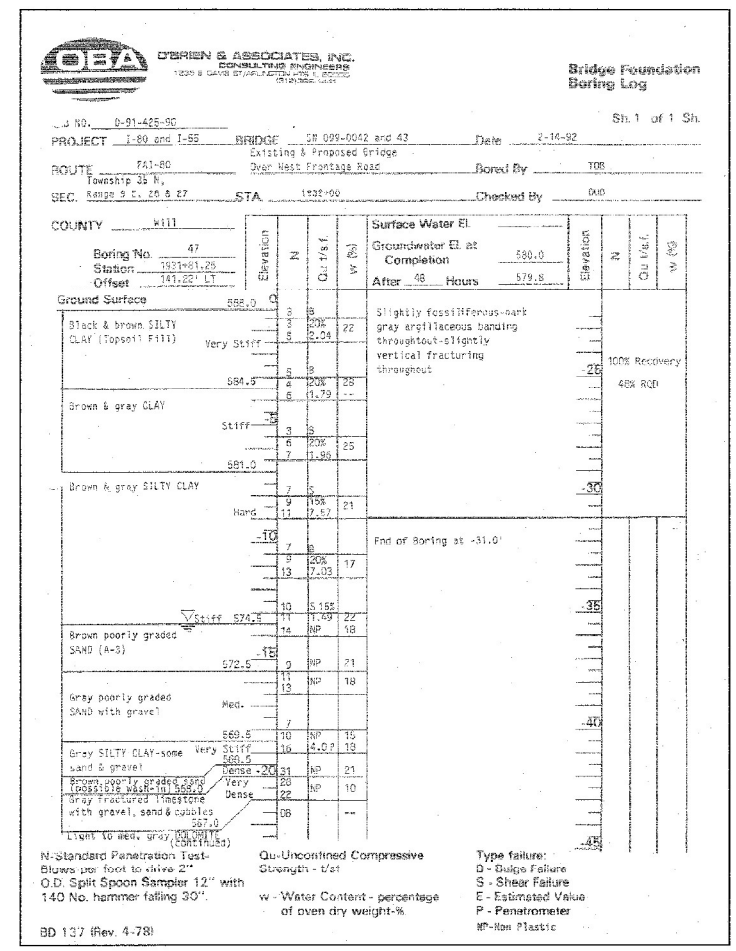 OBA
O'BRIEN & ASSOCIATES, INC.
CONSULTING ENGINEERS
Bridge Foundation
Boring Log
Sh. 1 of 1 Sh.
NO. D-91-425-90
PROJECT I-80 and I-55 BRIDGE SN 099-0042 and 43 Date 2-14-92
Existing & Proposed Bridge
ROUTE FAI-80 Over West Frontage Road Bored By TOB
Township 35 N,
SEC. Range 9 E, 26 & 27 STA. Checked By
COUNTY Will
Boring No. 47
Station 1931+81.26
Offset 141.22' LT
Elevation
N
Qu t/s.f.
w (%)
Surface Water El.
Groundwater El. at
Completion 580.0
After 48 Hours 579.8
Elevation
N
Qu t/s.f.
w (%)
Ground Surface 588.0 0
Black & brown SILTY
CLAY (Topsoil Fill) Very Stiff
3 B
3 20% 22
5 2.04
5 B
584.5 4 20% 28
6 1.79 --
Brown & gray CLAY
Stiff -5
3 B
6 20% 25
7 1.96
581.0
Brown & gray SILTY CLAY
Hard
7 S
9 15% 21
11 7.57
-10
7 B
9 20% 17
13 7.03
10 S 15%
Stiff 574.5 11 1.49 22
Brown poorly graded 14 NP 18
SAND (A-3) -15
572.5 9 NP 21
11 NP 18
13
Gray poorly graded Med.
SAND with gravel
7
569.5 10 NP 15
Gray SILTY CLAY-some Very Stiff 16 4.0P 18
sand & gravel 568.5
Dense -20 31 NP 21
Brown poorly graded sand
(possible wash-in) 568.0 Very 28 NP 10
Gray fractured limestone Dense 22
with gravel, sand & cobbles
567.0 --
Light to med. gray DOLOMITE
(continued)
Slightly fossiliferous-dark
gray argillaceous banding
throughtout-slightly
vertical fracturing
throughout
-25
100% Recovery
48% RQD
-30
End of Boring at -31.0'
-35
-40
-45
N-Standard Penetration Test-
Blows per foot to drive 2"
O.D. Split Spoon Sampler 12" with
140 No. hammer falling 30".
Qu-Unconfined Compressive
Strength - t/sf
w - Water Content - percentage
of oven dry weight-%
Type failure:
B - Bulge Failure
S - Shear Failure
E - Estimated Value
P - Penetrometer
NP-Non Plastic
BD 137 (Rev. 4-78)